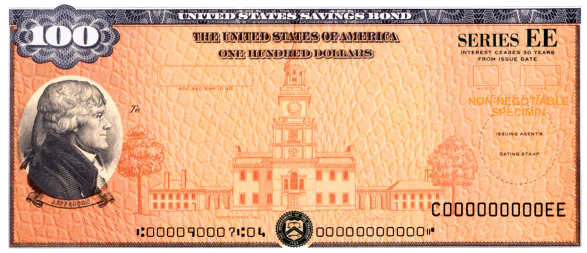 UNITED STATES SAVINGS BOND
100
THE UNITED STATES OF AMERICA
ONE HUNDRED DOLLARS
SERIES EE
INTEREST CEASES 30 YEARS
FROM ISSUE DATE
SOC SEC/EMP ID NO
MONTH YEAR
NON-NEGOTIABLE
SPECIMEN
To
ISSUING AGENT'S
DATING STAMP
JEFFERSON
INDEPENDENCE HALL
C000000000EE
⑆000090007⑆04 00000000000⑈